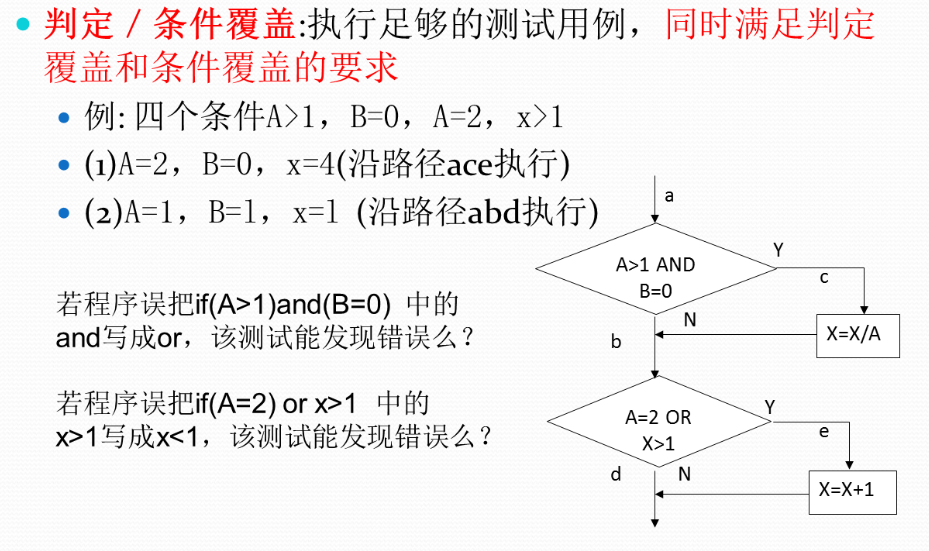 判定／条件覆盖:执行足够的测试用例，同时满足判定
覆盖和条件覆盖的要求
例: 四个条件A>1，B=0，A=2，x>1
(1)A=2，B=0，x=4(沿路径ace执行)
(2)A=1，B=l，x=l (沿路径abd执行)
若程序误把if(A>1)and(B=0) 中的
and写成or，该测试能发现错误么？
若程序误把if(A=2) or x>1 中的
x>1写成x<1，该测试能发现错误么？
a
A>1 AND
B=0
Y
c
N
b
X=X/A
A=2 OR
X>1
Y
e
d
N
X=X+1